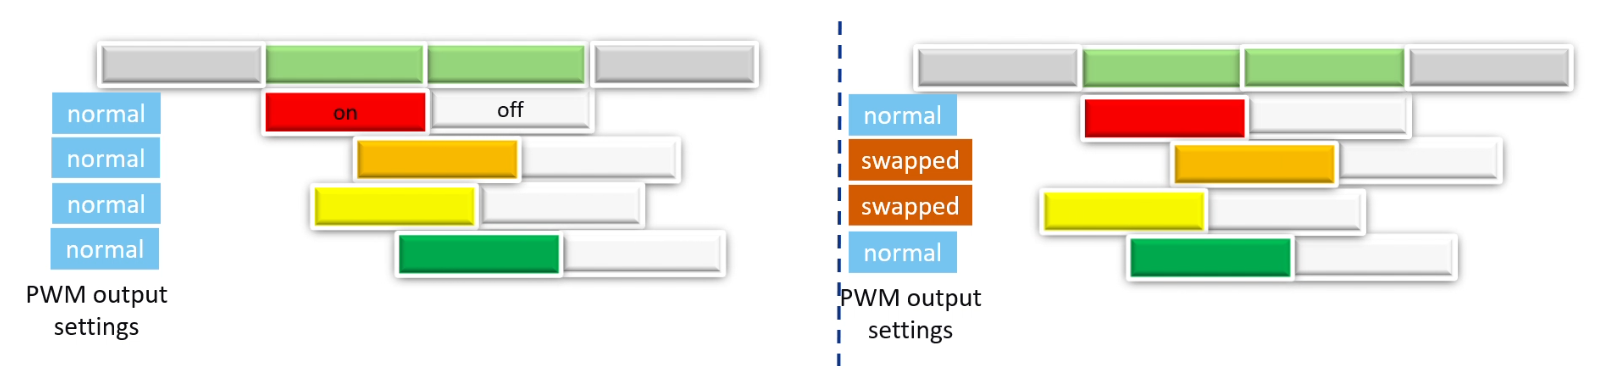 normal
on
off
normal
normal
normal
PWM output
settings
normal
swapped
swapped
normal
PWM output
settings